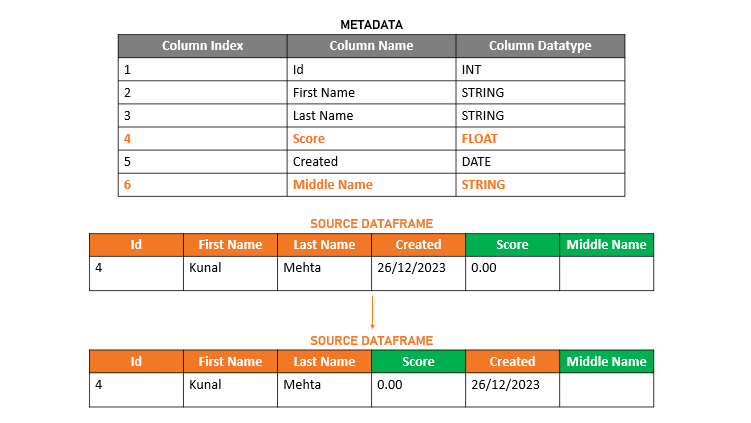 METADATA
Column Index Column Name Column Datatype
1 Id INT
2 First Name STRING
3 Last Name STRING
4 Score FLOAT
5 Created DATE
6 Middle Name STRING
SOURCE DATAFRAME
Id First Name Last Name Created Score Middle Name
4 Kunal Mehta 26/12/2023 0.00
SOURCE DATAFRAME
Id First Name Last Name Score Created Middle Name
4 Kunal Mehta 0.00 26/12/2023